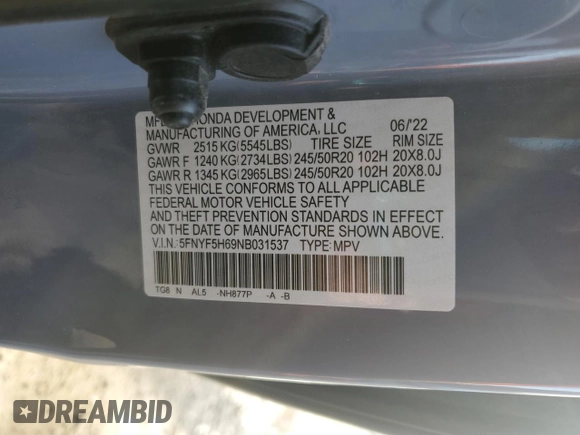 HONDA DEVELOPMENT &
MANUFACTURING OF AMERICA, LLC 06/'22
GVWR 2515 KG(5545LBS) TIRE SIZE RIM SIZE
GAWR F 1240 KG(2734LBS) 245/50R20 102H 20X8.0J
GAWR R 1345 KG(2965LBS) 245/50R20 102H 20X8.0J
THIS VEHICLE CONFORMS TO ALL APPLICABLE
FEDERAL MOTOR VEHICLE SAFETY
AND THEFT PREVENTION STANDARDS IN EFFECT
ON THE DATE OF MANUFACTURE SHOWN ABOVE.
V.I.N.: 5FNYF5H69NB031537 TYPE: MPV
TG8 N AL5 -NH877P -A -B
DREAMBID